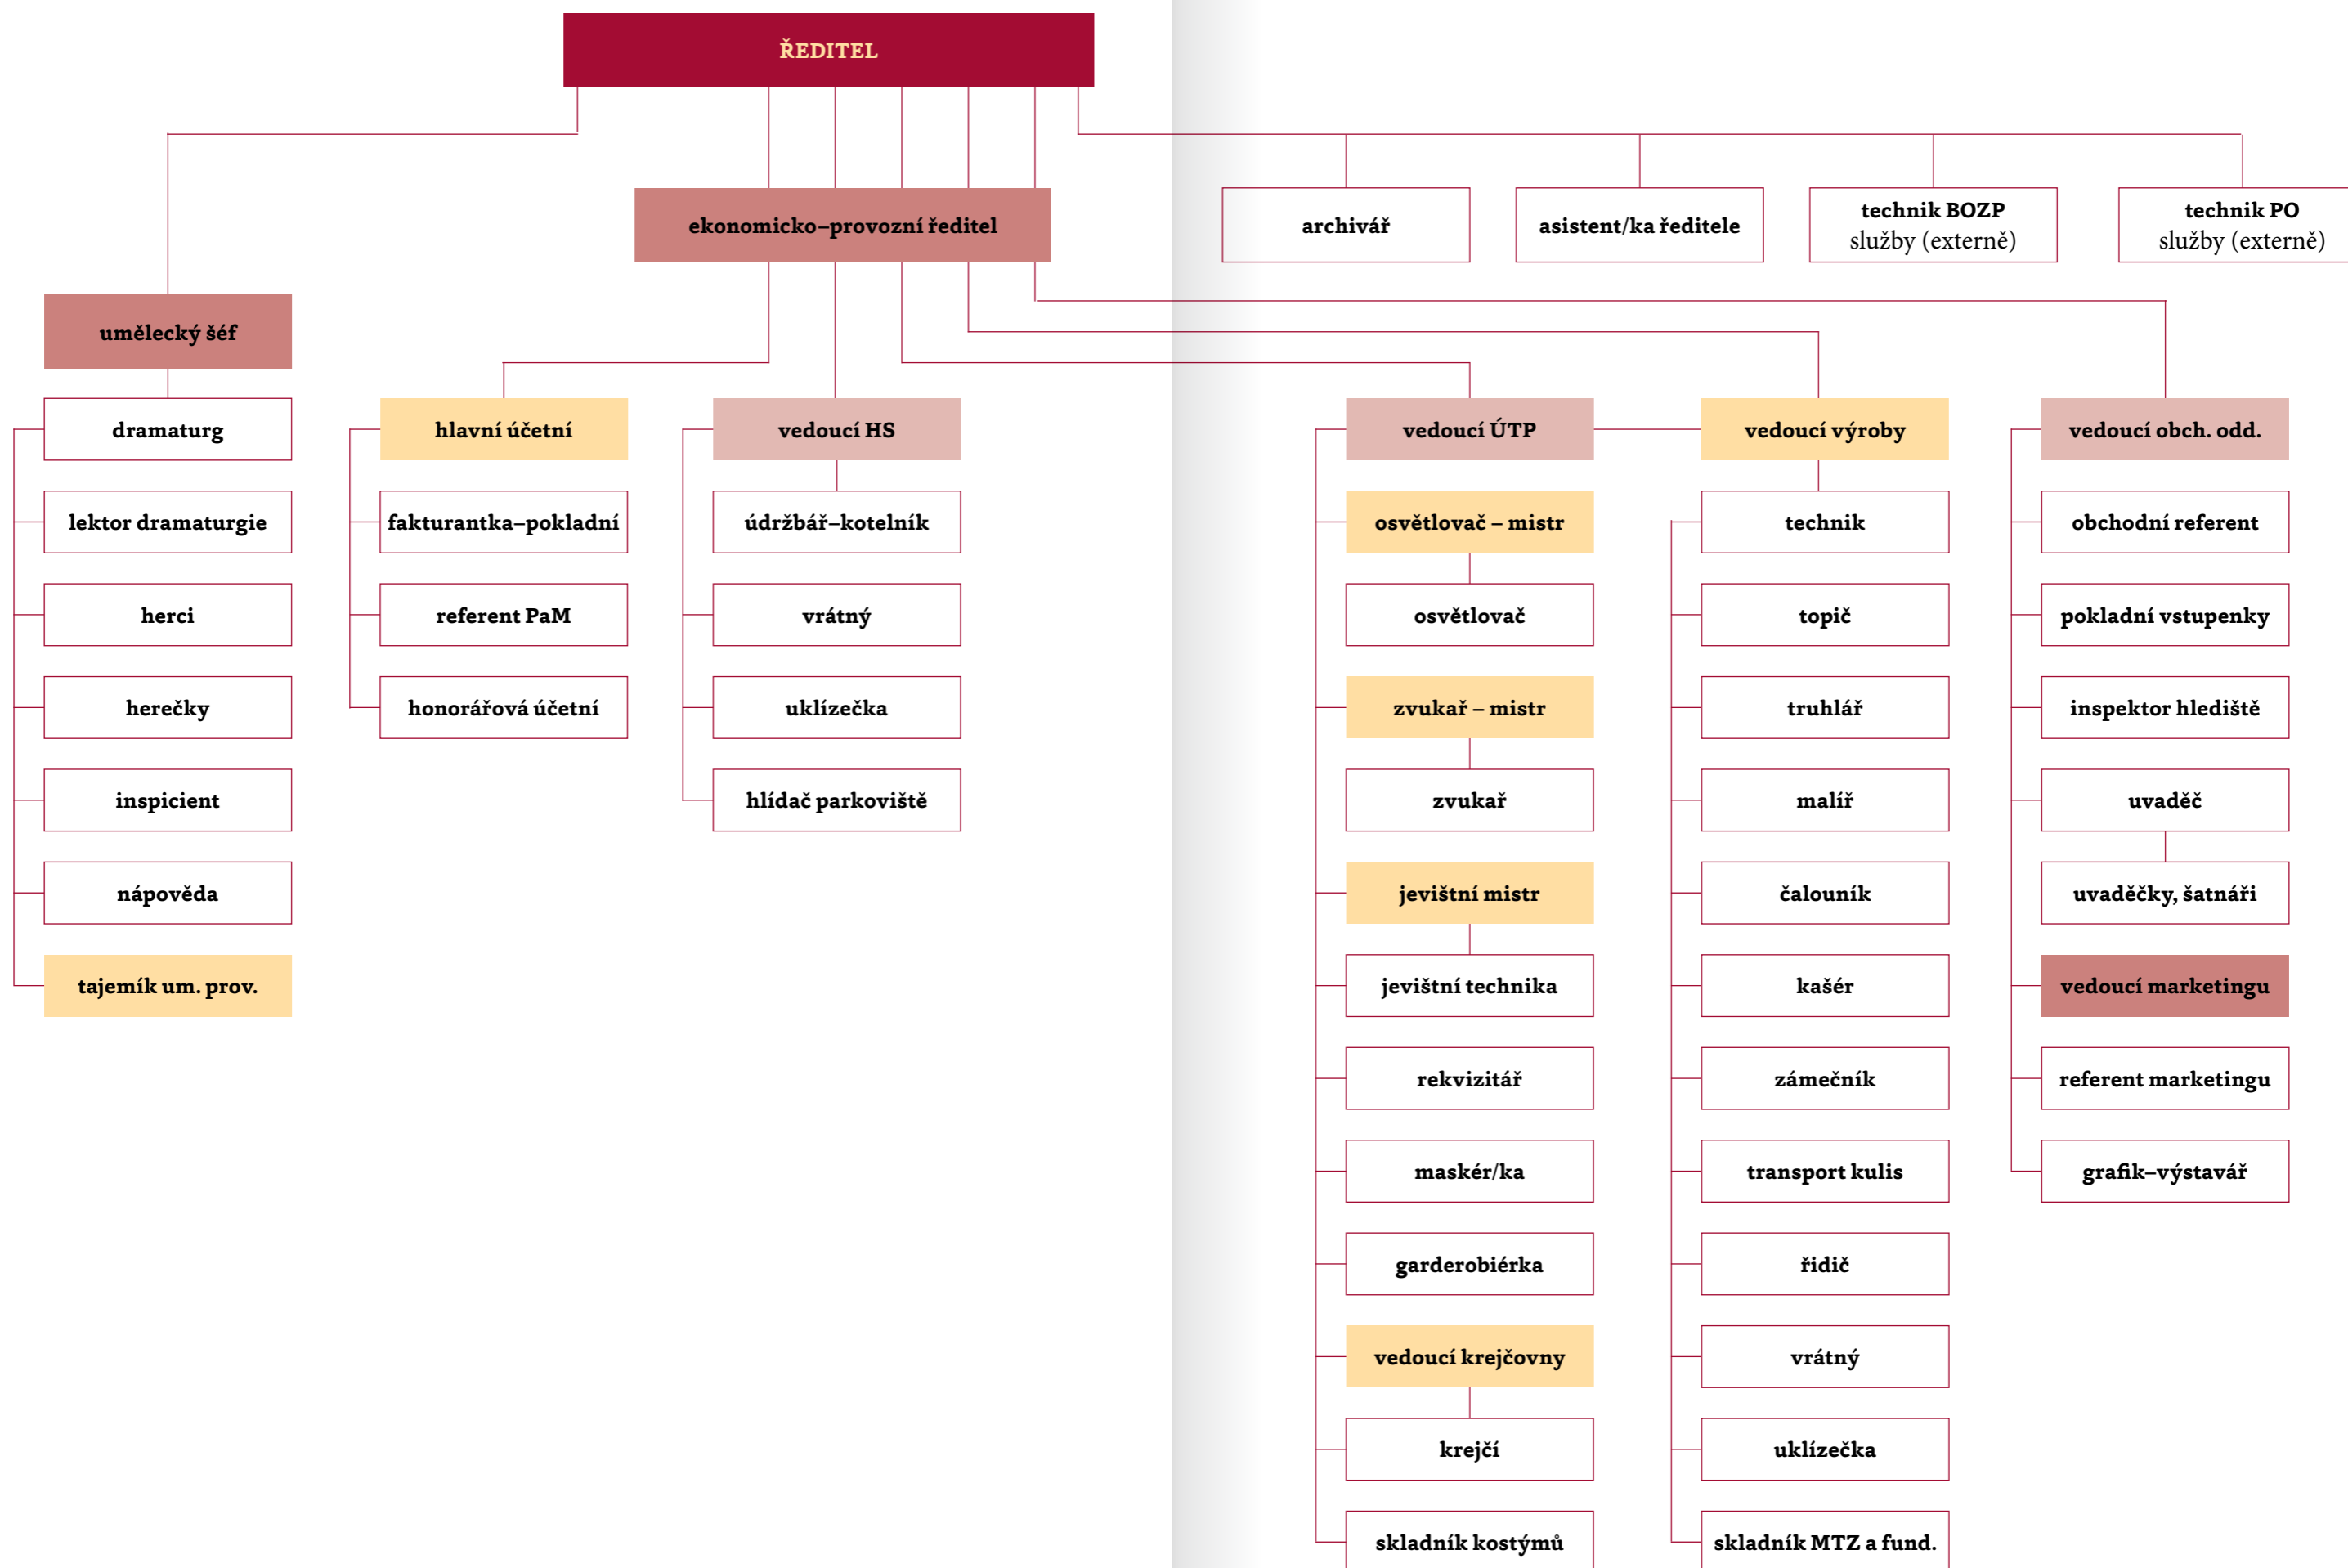 ŘEDITEL
ekonomicko–provozní ředitel
archivář
asistent/ka ředitele
technik BOZP
služby (externě)
technik PO
služby (externě)
umělecký šéf
dramaturg
lektor dramaturgie
herci
herečky
inspicient
nápověda
tajemík um. prov.
hlavní účetní
fakturantka–pokladní
referent PaM
honorářová účetní
vedoucí HS
údržbář–kotelník
vrátný
uklízečka
hlídač parkoviště
vedoucí ÚTP
osvětlovač – mistr
osvětlovač
zvukař – mistr
zvukař
jevištní mistr
jevištní technika
rekvizitář
maskér/ka
garderobiérka
vedoucí krejčovny
krejčí
skladník kostýmů
vedoucí výroby
technik
topič
truhlář
malíř
čalouník
kašér
zámečník
transport kulis
řidič
vrátný
uklízečka
skladník MTZ a fund.
vedoucí obch. odd.
obchodní referent
pokladní vstupenky
inspektor hlediště
uvaděč
uvaděčky, šatnáři
vedoucí marketingu
referent marketingu
grafik–výstavář